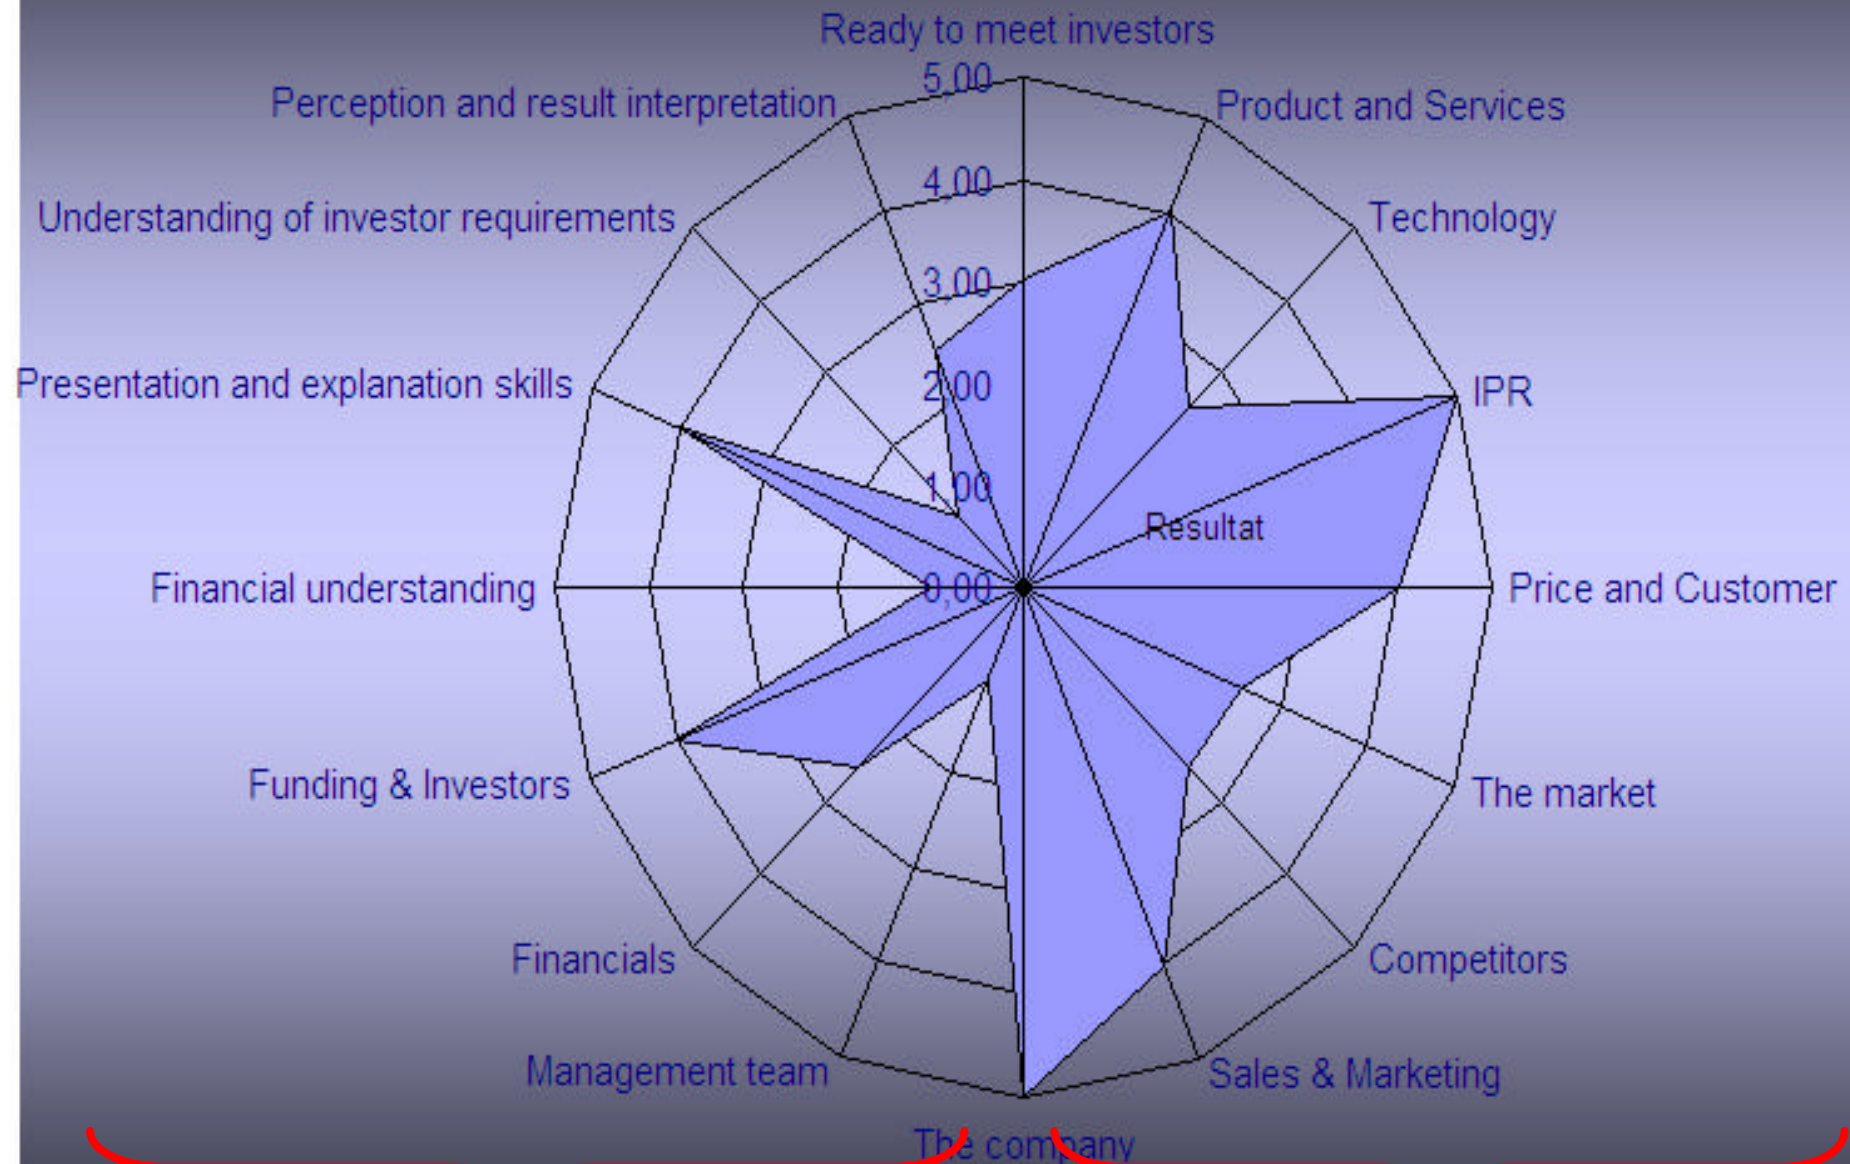 Ready to meet investors
5,00
Perception and result interpretation
Product and Services
4,00
Understanding of investor requirements
Technology
3,00
Presentation and explanation skills
2,00
IPR
1,00
Resultat
Financial understanding
0,00
Price and Customer
Funding & Investors
The market
Financials
Competitors
Management team
Sales & Marketing
The company